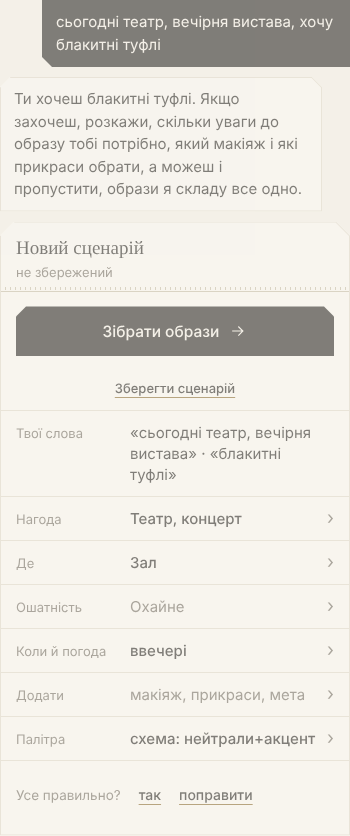 сьогодні театр, вечірня вистава, хочу
блакитні туфлі
Ти хочеш блакитні туфлі. Якщо
захочеш, розкажи, скільки уваги до
образу тобі потрібно, який макіяж і які
прикраси обрати, а можеш і
пропустити, образи я складу все одно.
Новий сценарій
не збережений
Зібрати образи →
Зберегти сценарій
Твої слова «сьогодні театр, вечірня
вистава» · «блакитні
туфлі»
Нагода Театр, концерт ›
Де Зал ›
Ошатність Охайне ›
Коли й погода ввечері ›
Додати макіяж, прикраси, мета ›
Палітра схема: нейтрали+акцент ›
Усе правильно? так поправити